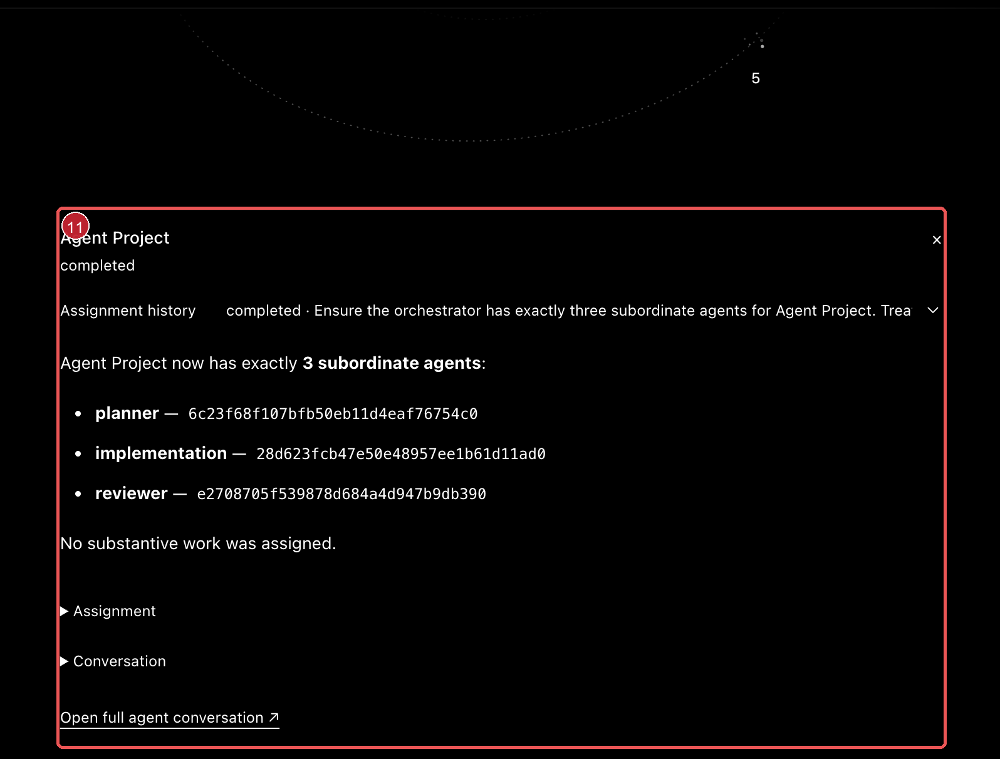 5
11
Agent Project
×
completed
Assignment history completed · Ensure the orchestrator has exactly three subordinate agents for Agent Project.
Agent Project now has exactly 3 subordinate agents:
• planner — 6c23f68f107bfb50eb11d4eaf76754c0
• implementation — 28d623fcb47e50e48957ee1b61d11ad0
• reviewer — e2708705f539878d684a4d947b9db390
No substantive work was assigned.
▶ Assignment
▶ Conversation
Open full agent conversation ↗